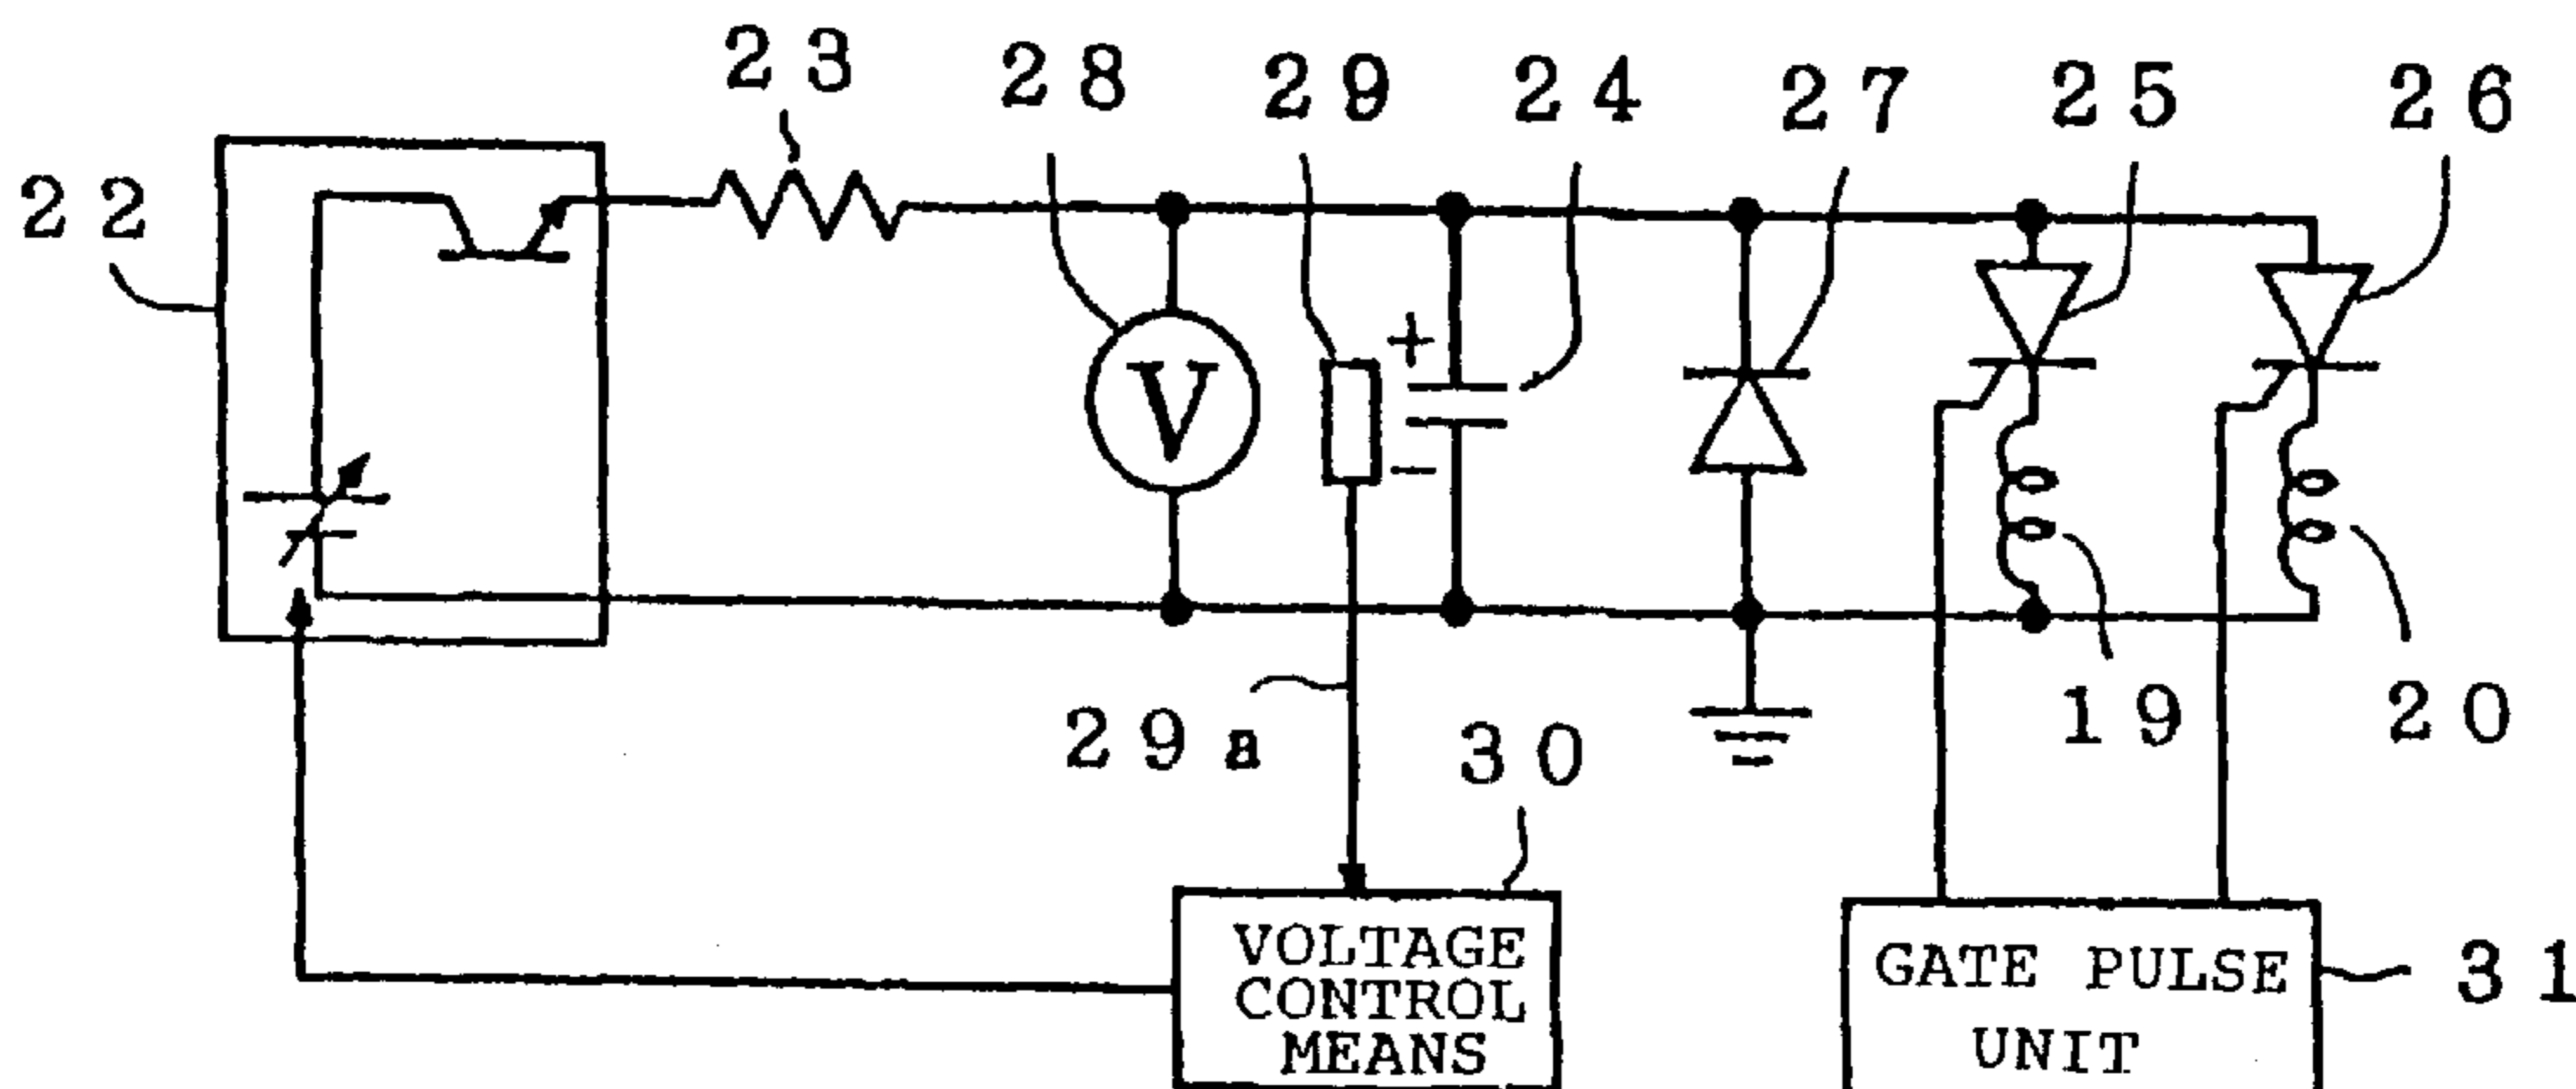 23
28
29
24
27
25
26
22
V
+
-
29a
30
19
20
VOLTAGE
CONTROL
MEANS
GATE PULSE
UNIT
31